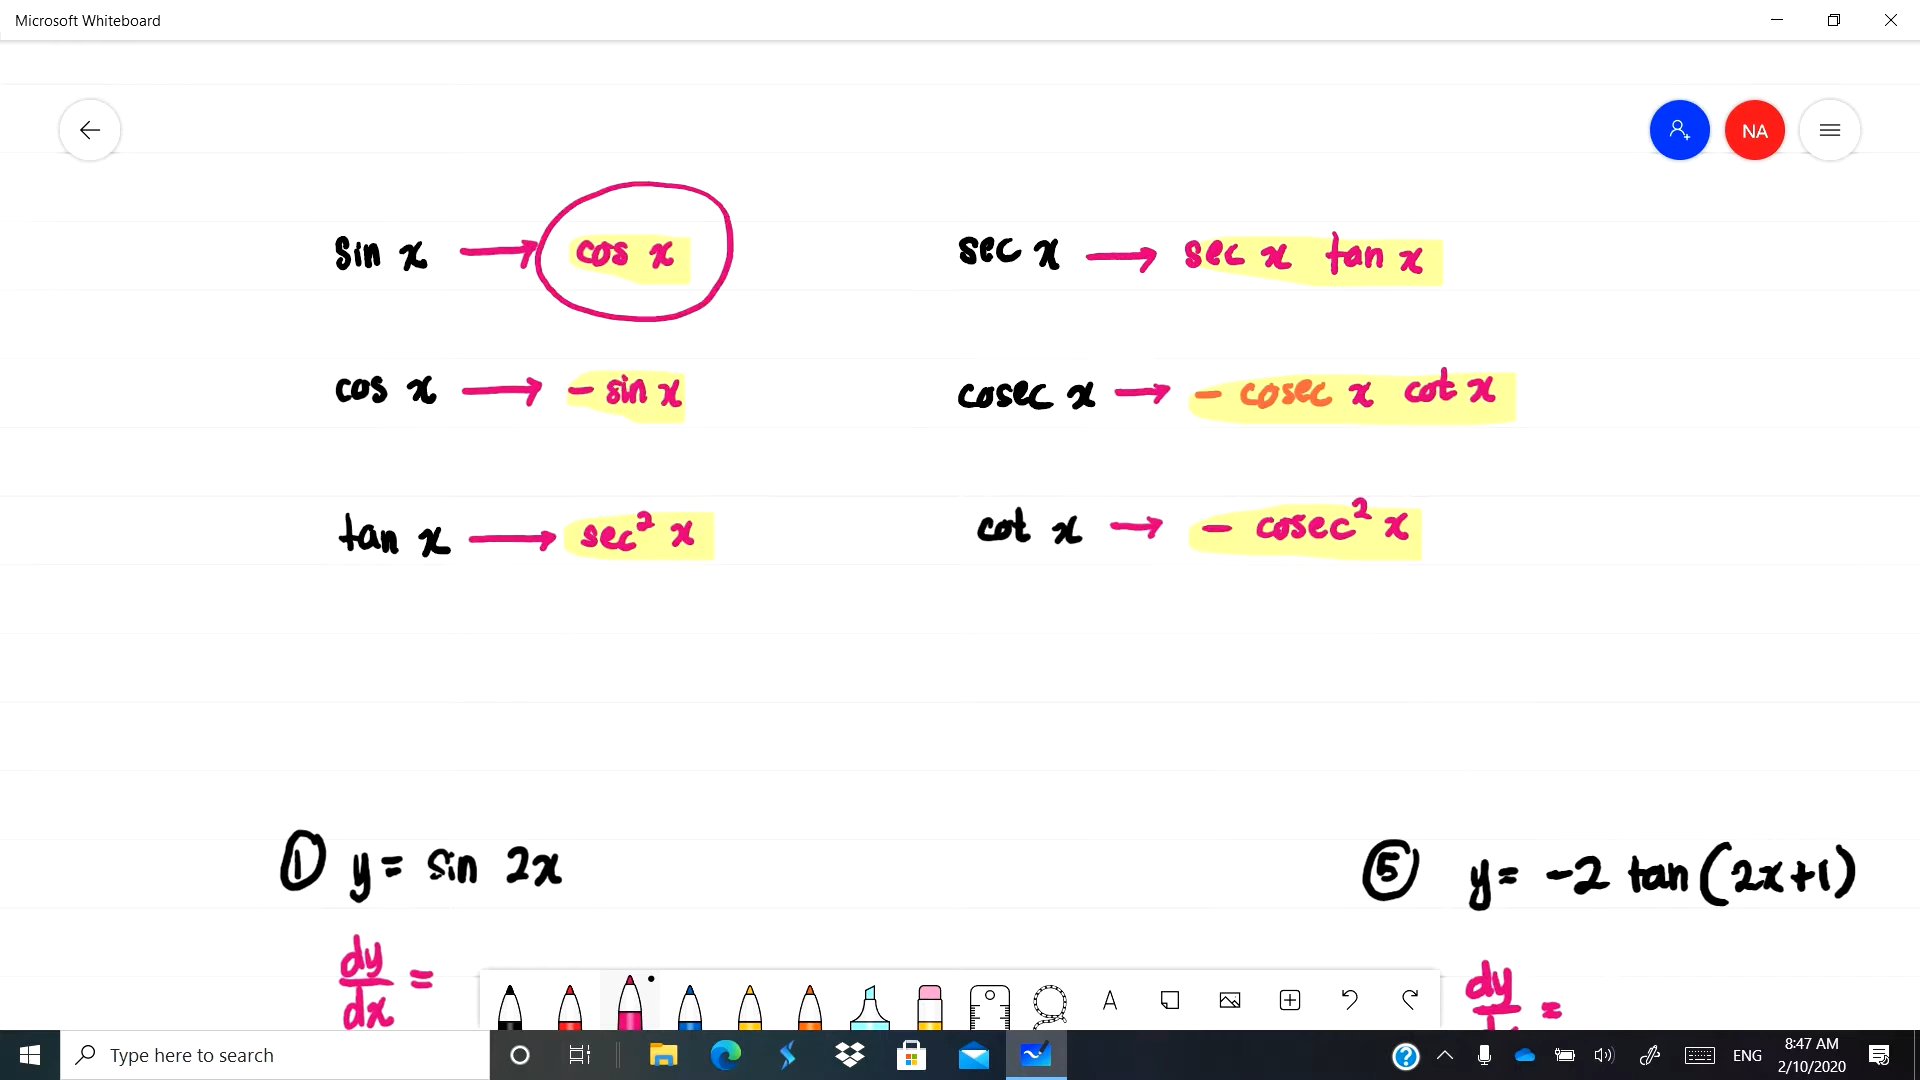 Microsoft Whiteboard
NA
sin x → cos x
sec x → sec x tan x
cos x → - sin x
cosec x → - cosec x cot x
tan x → sec² x
cot x → - cosec² x
① y = sin 2x
⑤ y = -2 tan (2x+1)
dy/dx =
dy
=
A
Type here to search
ENG
8:47 AM
2/10/2020